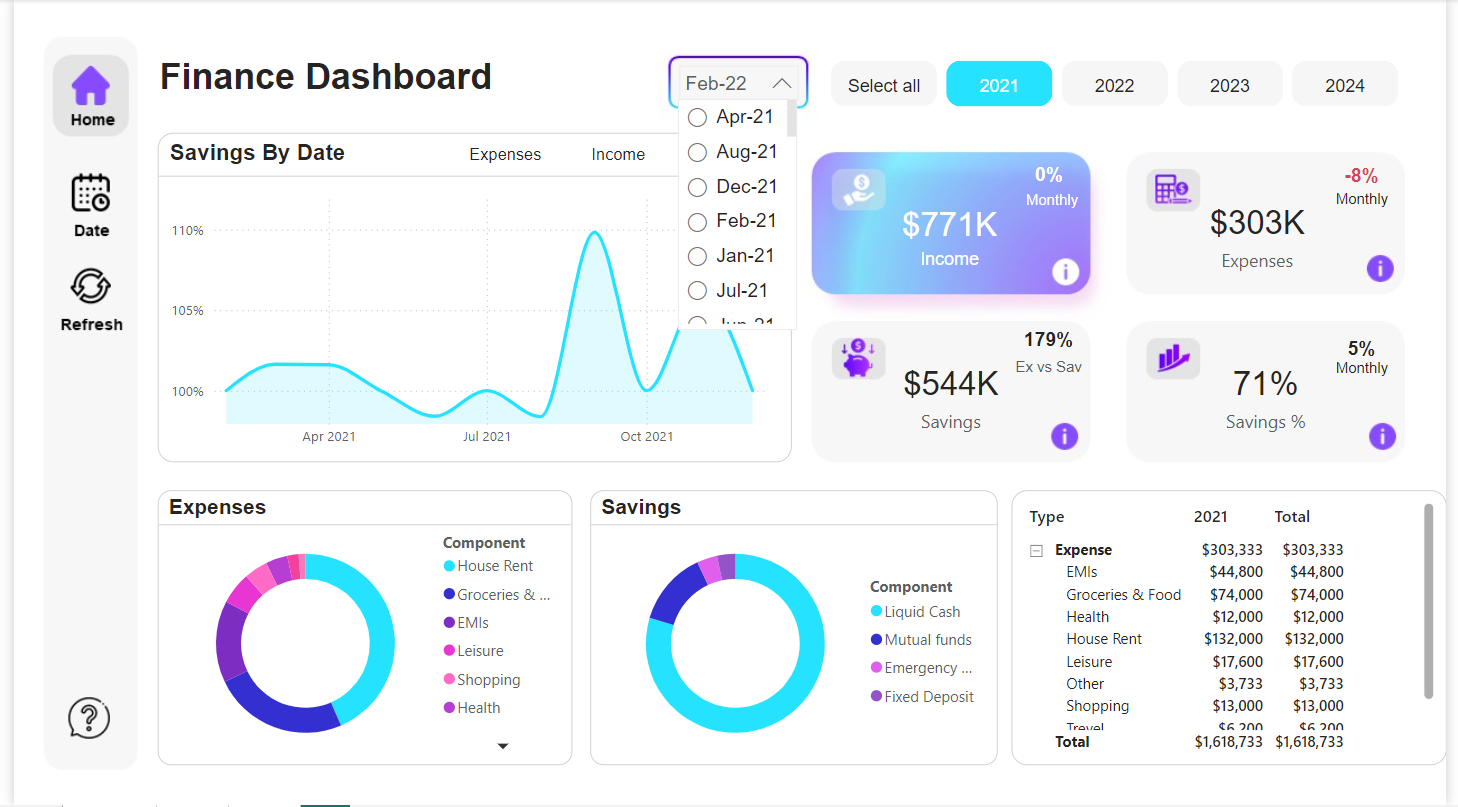 Home
Date
Refresh
Finance Dashboard
Feb-22
Apr-21
Aug-21
Dec-21
Feb-21
Jan-21
Jul-21
Select all
2021
2022
2023
2024
Savings By Date
Expenses
Income
110%
105%
100%
Apr 2021
Jul 2021
Oct 2021
0%
Monthly
$771K
Income
-8%
Monthly
$303K
Expenses
179%
Ex vs Sav
$544K
Savings
5%
Monthly
71%
Savings %
Expenses
Component
House Rent
Groceries & ...
EMIs
Leisure
Shopping
Health
Savings
Component
Liquid Cash
Mutual funds
Emergency ...
Fixed Deposit
Type 2021 Total
Expense $303,333 $303,333
EMIs $44,800 $44,800
Groceries & Food $74,000 $74,000
Health $12,000 $12,000
House Rent $132,000 $132,000
Leisure $17,600 $17,600
Other $3,733 $3,733
Shopping $13,000 $13,000
Total $1,618,733 $1,618,733